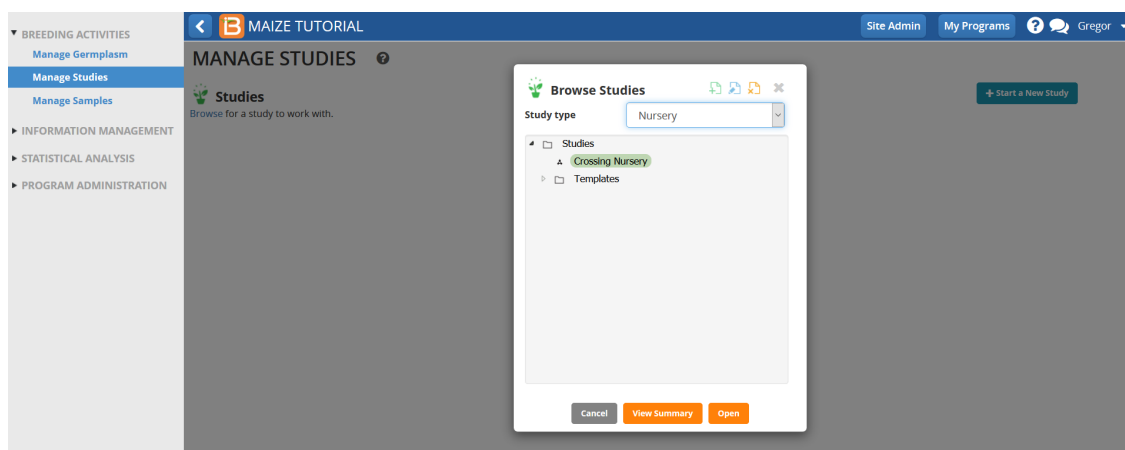 BREEDING ACTIVITIES
Manage Germplasm
Manage Studies
Manage Samples
INFORMATION MANAGEMENT
STATISTICAL ANALYSIS
PROGRAM ADMINISTRATION
MAIZE TUTORIAL
Site Admin
My Programs
?
Gregor
MANAGE STUDIES ?
Studies
Browse for a study to work with.
+ Start a New Study
Browse Studies
Study type
Nursery
Studies
Crossing Nursery
Templates
Cancel
View Summary
Open